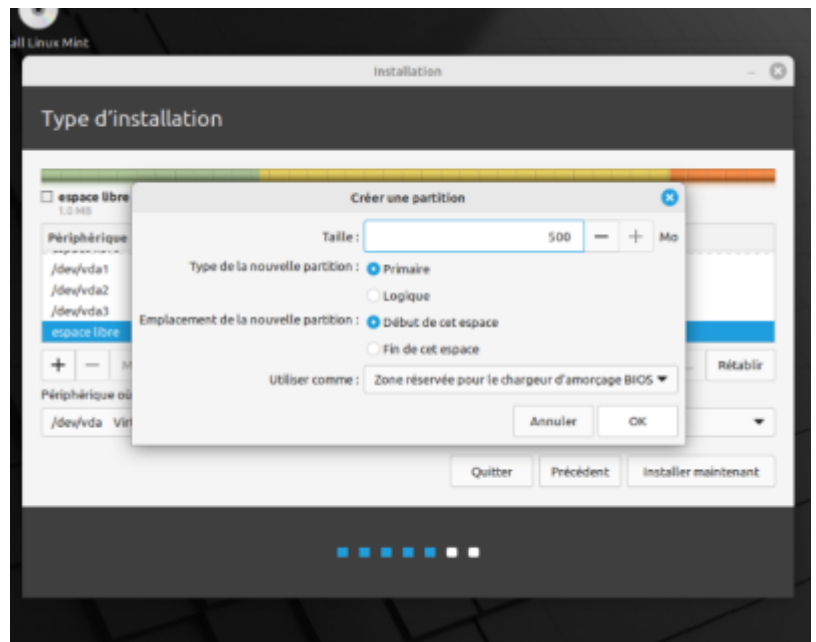 all Linux Mint
Installation
Type d'installation
espace libre
1.0 MB
Créer une partition
Périphérique
Taille : 500 Mo
/dev/vda1
Type de la nouvelle partition : Primaire
/dev/vda2
Logique
/dev/vda3
Emplacement de la nouvelle partition : Début de cet espace
espace libre
Fin de cet espace
+ − Rétablir
Utiliser comme : Zone réservée pour le chargeur d'amorçage BIOS
Périphérique où
/dev/vda Virt
Annuler OK
Quitter Précédent Installer maintenant